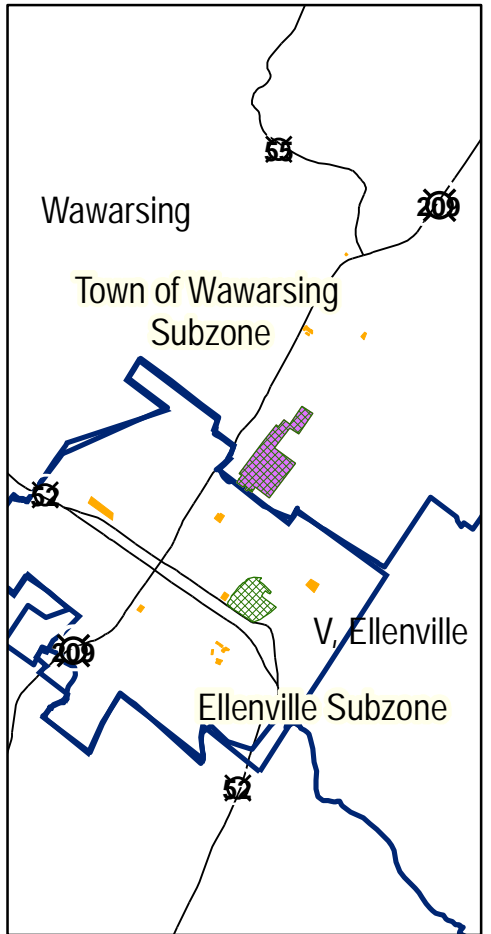 55
209
Wawarsing
Town of Wawarsing
Subzone
52
V, Ellenville
209
Ellenville Subzone
52